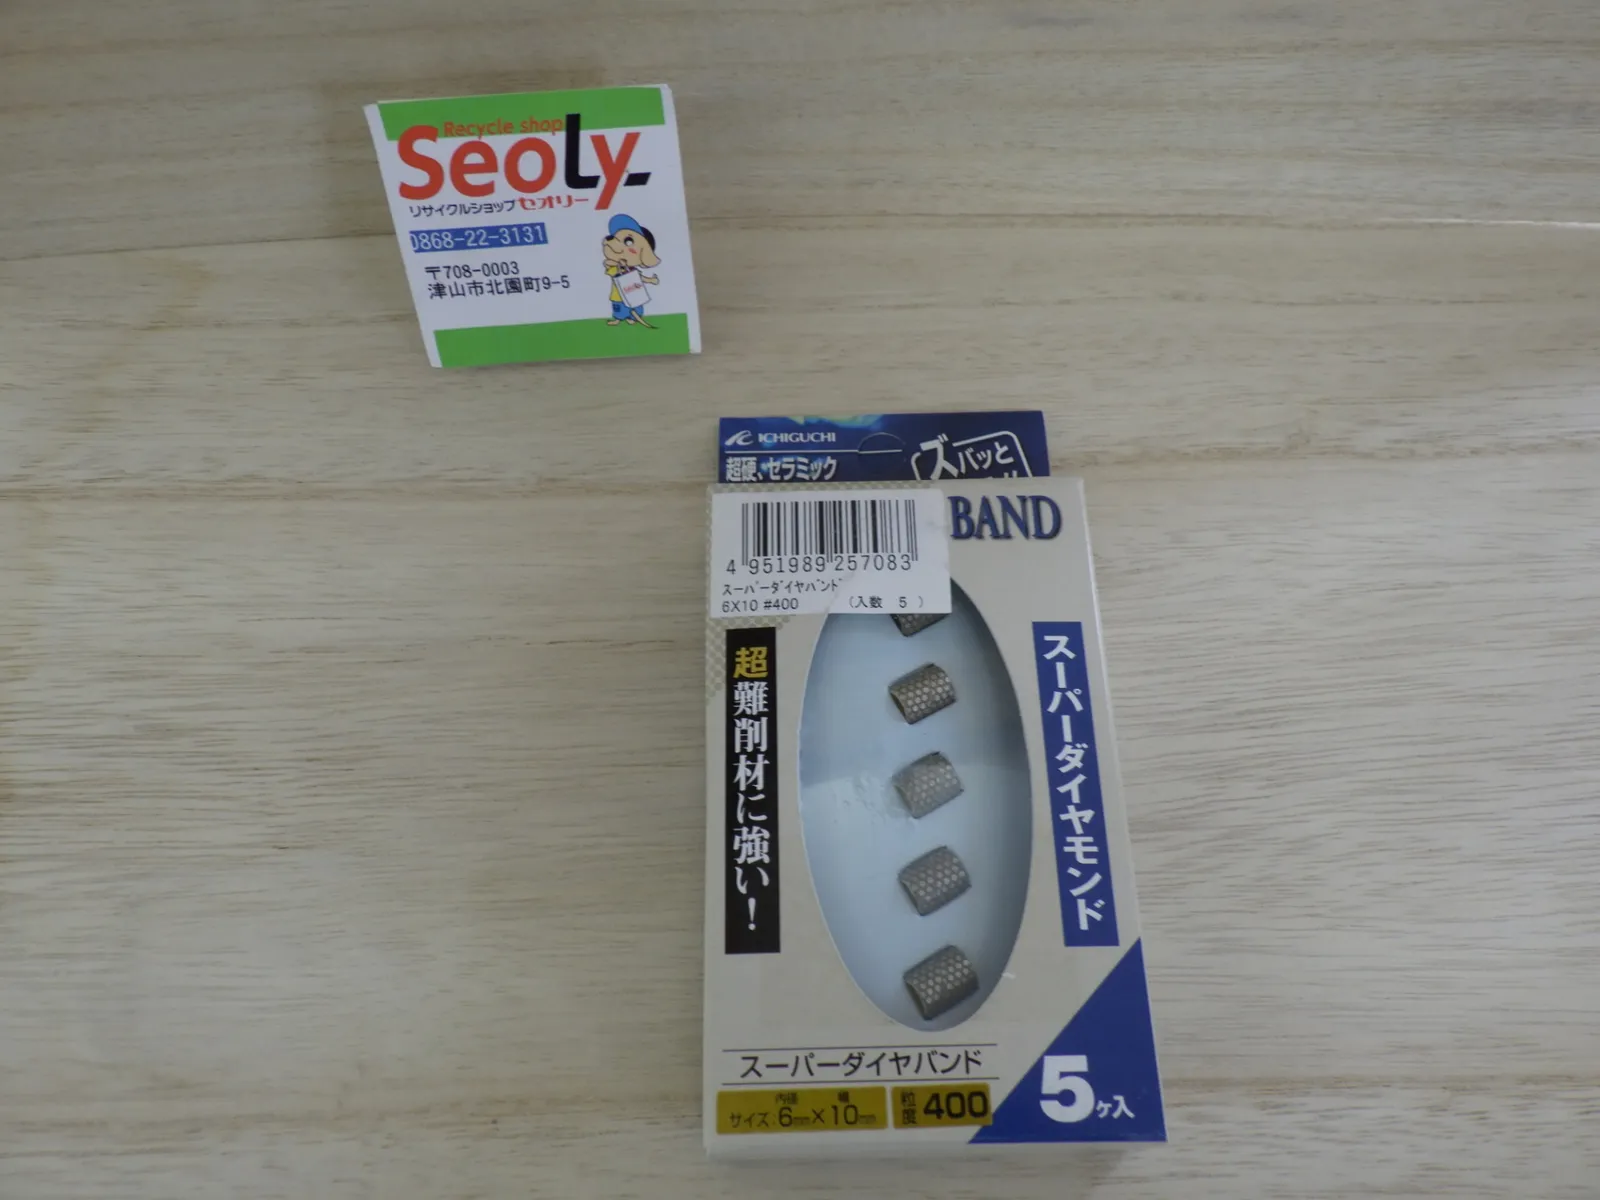 Recycle shop
Seoly
リサイクルショップセオリー
0868-22-3131
〒708-0003
津山市北園町9-5
ICHIGUCHI
超硬、セラミック
ズバッと
BAND
4 951989 257083
スーパーダイヤバンド
6X10 #400 (入数 5 )
超難削材に強い!
スーパーダイヤモンド
スーパーダイヤバンド
内径 幅
サイズ:6mm×10mm
粒度 400
5ヶ入